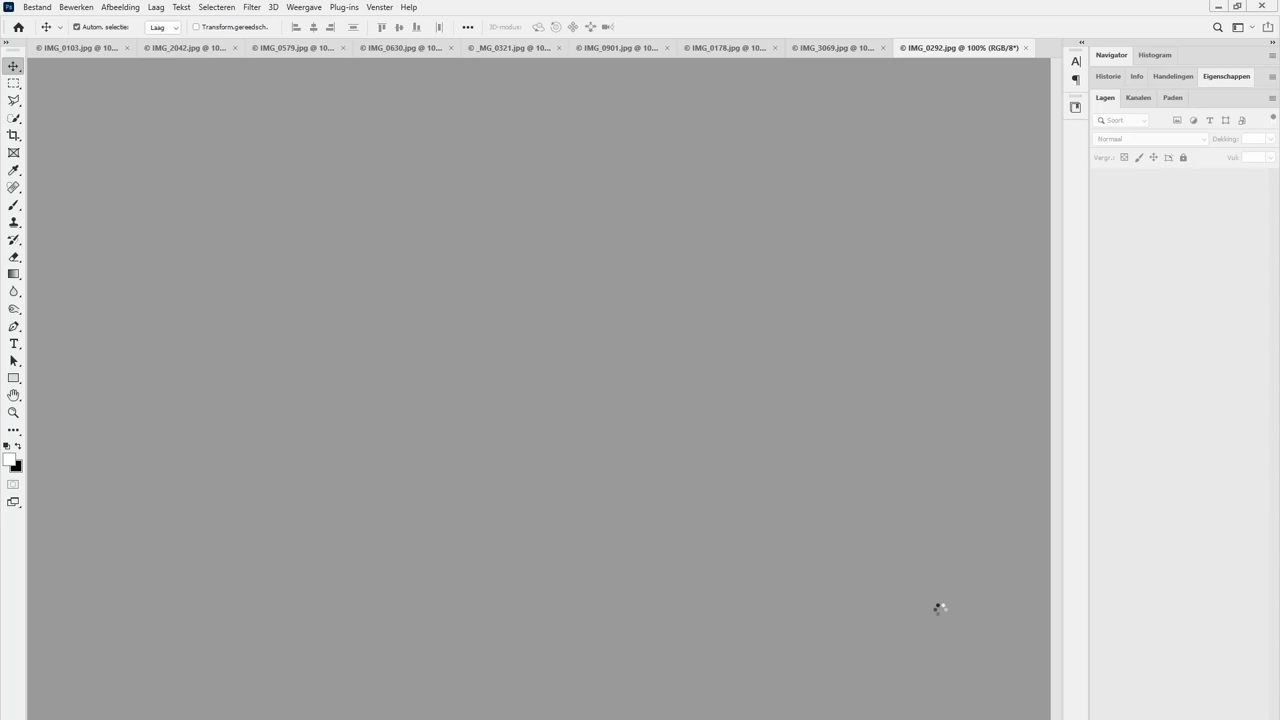 Ps Bestand Bewerken Afbeelding Laag Tekst Selecteren Filter 3D Weergave Plug-ins Venster Help
Autom. selectie: Laag Transform.gereedsch. 3D-modus:
© IMG_0103.jpg @ 10... © IMG_2042.jpg @ 10... © IMG_0579.jpg @ 10... © IMG_0630.jpg @ 10... © _MG_0321.jpg @ 10... © IMG_0901.jpg @ 10... © IMG_0178.jpg @ 10... © IMG_3069.jpg @ 10... © IMG_0292.jpg @ 100% (RGB/8*)
Navigator Histogram
Historie Info Handelingen Eigenschappen
Lagen Kanalen Paden
Soort
Normaal Dekking:
Vergr.: Vul: